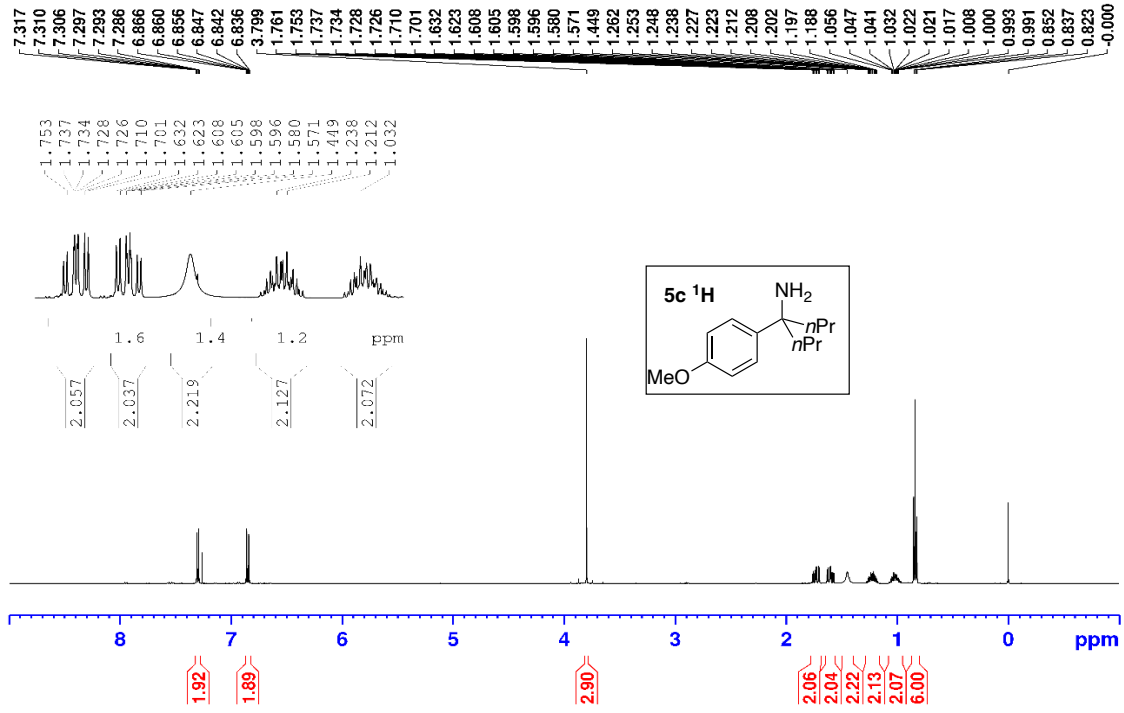 7.317 7.310 7.306 7.297 7.293 7.286 6.866 6.860 6.856 6.847 6.842 6.836 3.799 1.761 1.753 1.737 1.734 1.728 1.726 1.710 1.701 1.632 1.623 1.608 1.605 1.598 1.596 1.580 1.571 1.449 1.262 1.253 1.248 1.238 1.227 1.223 1.212 1.208 1.202 1.197 1.188 1.056 1.047 1.041 1.032 1.022 1.021 1.017 1.008 1.000 0.993 0.991 0.852 0.837 0.823 -0.000
1.753 1.737 1.734 1.728 1.726 1.710 1.701 1.632 1.623 1.608 1.605 1.598 1.596 1.580 1.571 1.449 1.238 1.212 1.032
5c ¹H NH₂
nPr
nPr
MeO
1.6 1.4 1.2 ppm
2.057 2.037 2.219 2.127 2.072
8 7 6 5 4 3 2 1 0 ppm
1.92 1.89 2.90 2.06 2.04 2.22 2.13 2.07 6.00